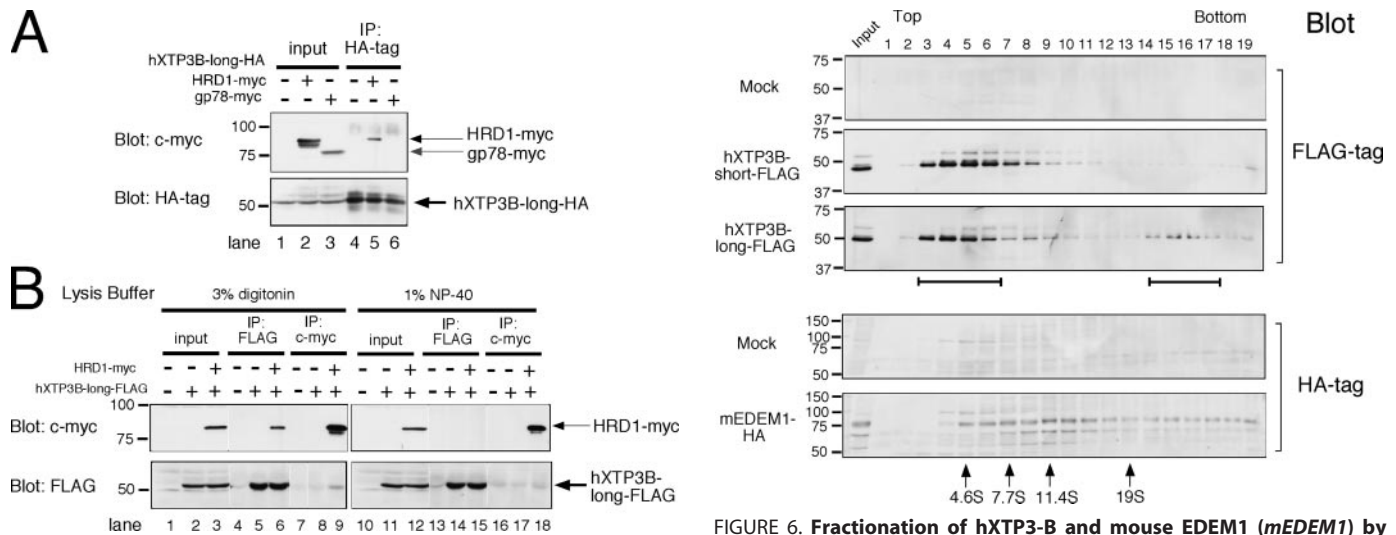 A
input
IP:
HA-tag
hXTP3B-long-HA
HRD1-myc - + - - + -
gp78-myc - - + - - +
Blot: c-myc
100
75
HRD1-myc
gp78-myc
Blot: HA-tag
50
hXTP3B-long-HA
lane 1 2 3 4 5 6
B
Lysis Buffer
3% digitonin
1% NP-40
input
IP:
FLAG
IP:
c-myc
input
IP:
FLAG
IP:
c-myc
HRD1-myc - - + - - + - - + - - + - - + - - +
hXTP3B-long-FLAG - + + - + + - + + - + + - + + - + +
Blot: c-myc
100
75
HRD1-myc
Blot: FLAG
50
hXTP3B-
long-FLAG
lane 1 2 3 4 5 6 7 8 9 10 11 12 13 14 15 16 17 18
Top
Bottom
Blot
Input 1 2 3 4 5 6 7 8 9 10 11 12 13 14 15 16 17 18 19
Mock
75
50
37
hXTP3B-
short-FLAG
75
50
37
hXTP3B-
long-FLAG
75
50
37
FLAG-tag
Mock
150
100
75
50
mEDEM1-
HA
150
100
75
50
HA-tag
4.6S 7.7S 11.4S 19S
FIGURE 6. Fractionation of hXTP3-B and mouse EDEM1 (mEDEM1) by